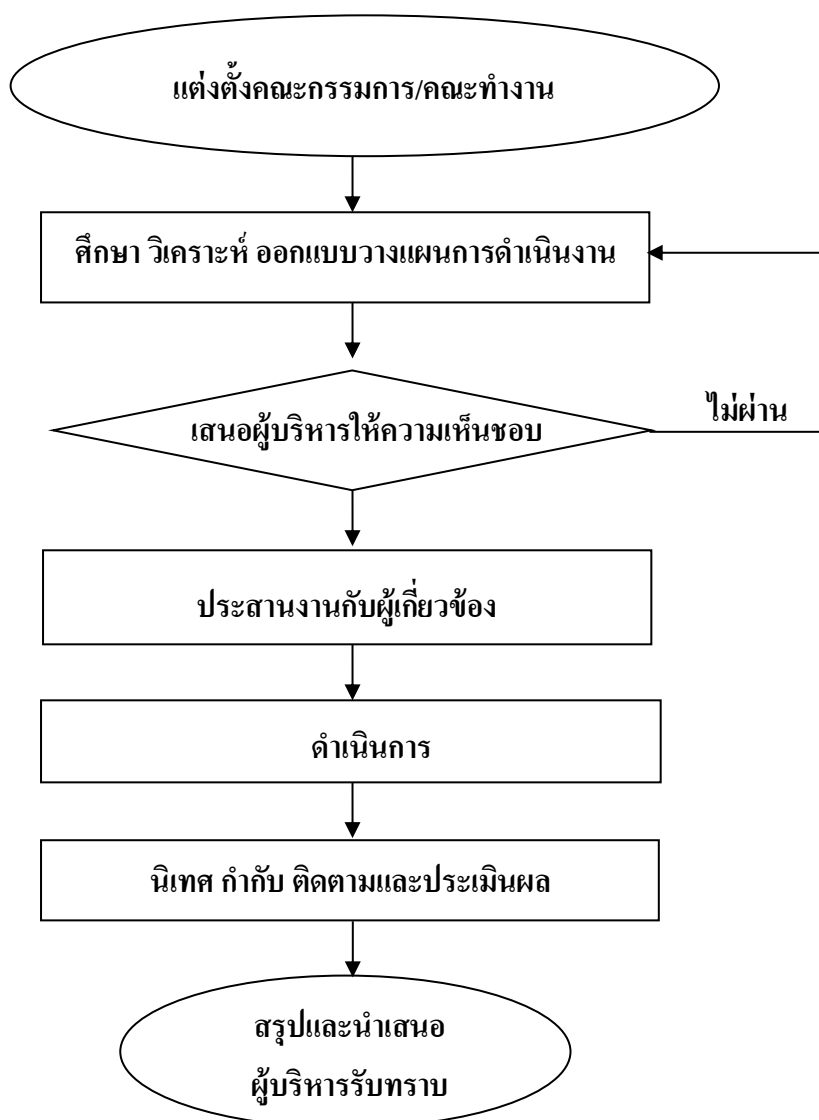 แต่งตั้งคณะกรรมการ/คณะทำงาน
ศึกษา วิเคราะห์ ออกแบบวางแผนการดำเนินงาน
เสนอผู้บริหารให้ความเห็นชอบ
ไม่ผ่าน
ประสานงานกับผู้เกี่ยวข้อง
ดำเนินการ
นิเทศ กำกับ ติดตามและประเมินผล
สรุปและนำเสนอ
ผู้บริหารรับทราบ